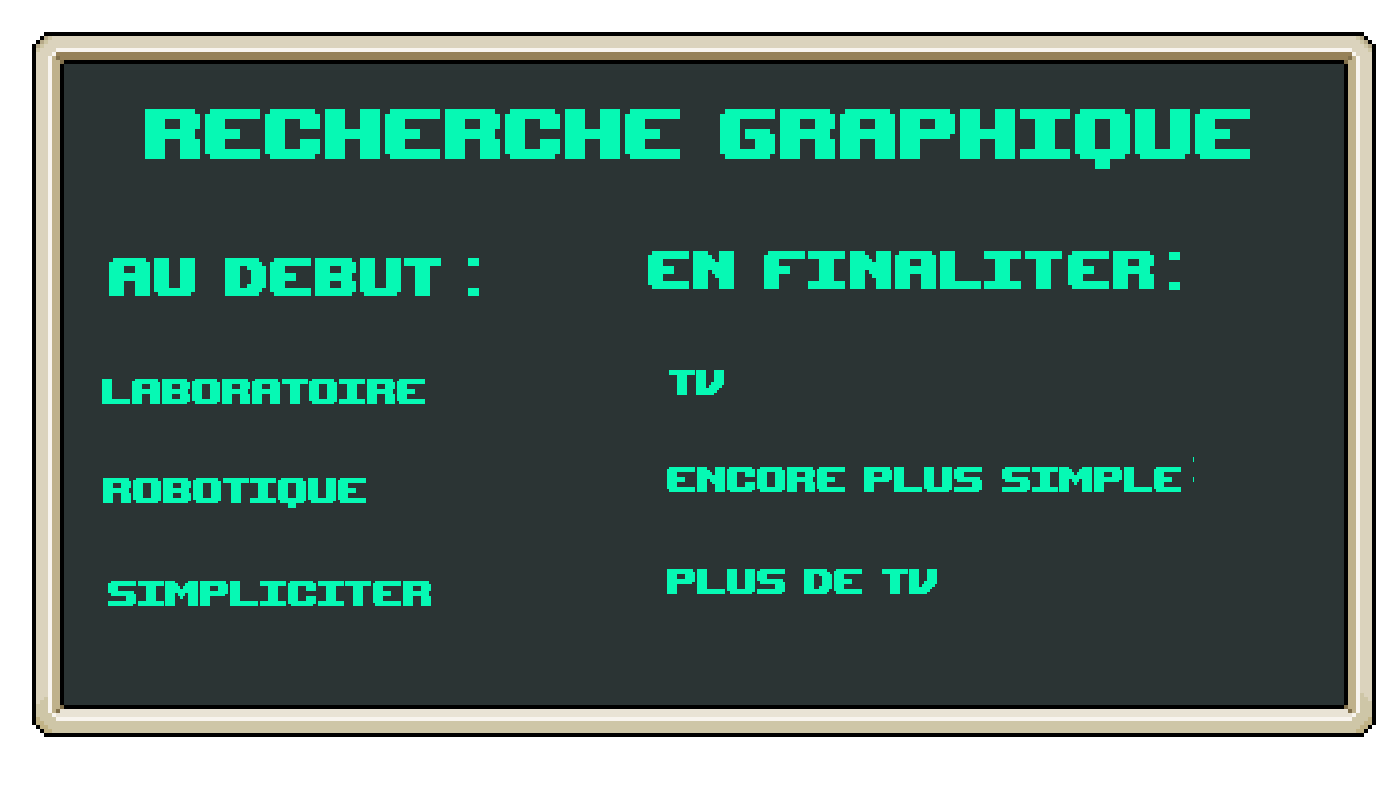 RECHERCHE GRAPHIQUE
AU DEBUT :
LABORATOIRE
ROBOTIQUE
SIMPLICITER
EN FINALITER:
TV
ENCORE PLUS SIMPLE
PLUS DE TV